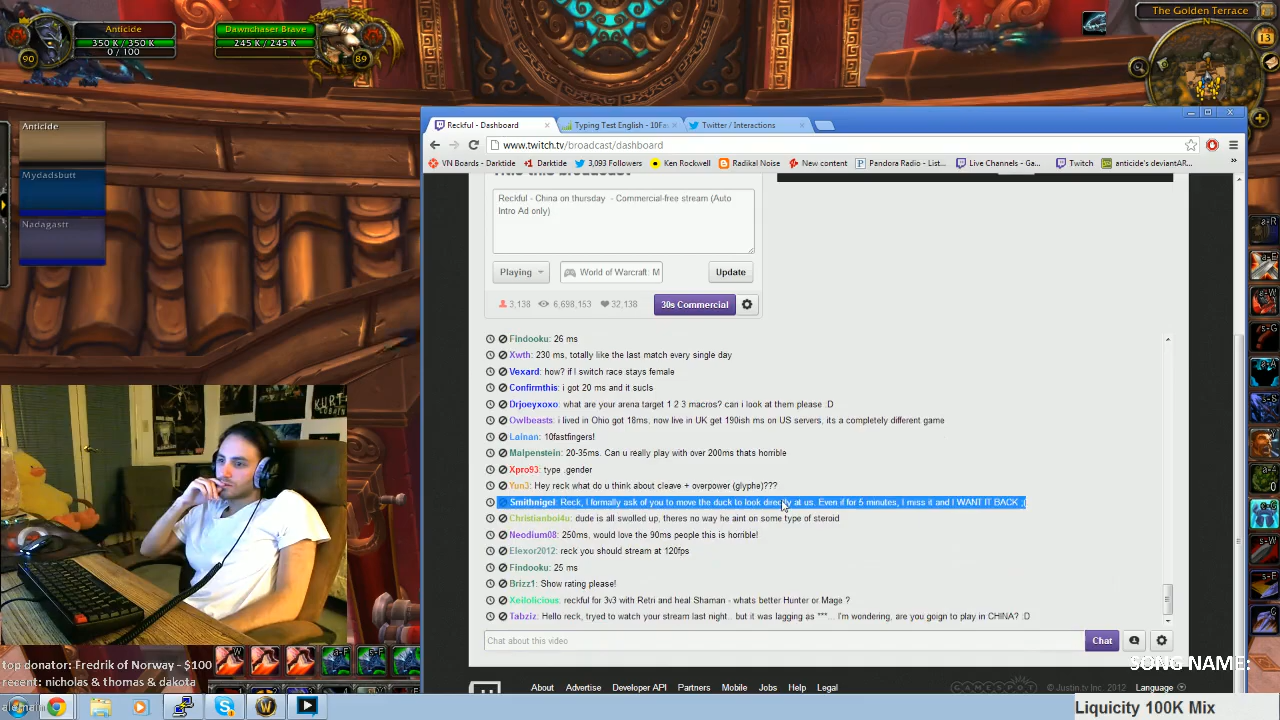 Anticide
350 K / 350 K
0 / 100
90
Dawnchaser Brave
245 K / 245 K
89
The Golden Terrace
N
13
Anticide
Mydadsbutt
Nadagastt
Reckful - Dashboard
Typing Test English - 10Fas
Twitter / Interactions
www.twitch.tv/broadcast/dashboard
VN Boards - Darktide
Darktide
3,093 Followers
Ken Rockwell
Radikal Noise
New content
Pandora Radio - List...
Live Channels - Ga...
Twitch
anticide's deviantAR...
Reckful - China on thursday - Commercial-free stream (Auto
Intro Ad only)
Playing
World of Warcraft: M
Update
3,138
6,698,153
32,138
30s Commercial
Findooku: 26 ms
Xwth: 230 ms, totally like the last match every single day
Vexard: how? if I switch race stays female
Confirmthis: i got 20 ms and it sucls
Drjoeyxoxo: what are your arena target 1 2 3 macros? can i look at them please :D
Owlbeasts: i lived in Ohio got 18ms, now live in UK get 190ish ms on US servers, its a completely different game
Lainan: 10fastfingers!
Malpenstein: 20-35ms. Can u really play with over 200ms thats horrible
Xpro93: type .gender
Yun3: Hey reck what do u think about cleave + overpower (glyphe)???
Smithnigel: Reck, I formally ask of you to move the duck to look directly at us. Even if for 5 minutes, I miss it and I WANT IT BACK ;(
Christianboi4u: dude is all swolled up, theres no way he aint on some type of steroid
Neodium08: 250ms, would love the 90ms people this is horrible!
Elexor2012: reck you should stream at 120fps
Findooku: 25 ms
Brizz1: Show rating please!
Xeilolicious: reckful for 3v3 with Retri and heal Shaman - whats better Hunter or Mage ?
Tabziz: Hello reck, tryed to watch your stream last night.. but it was lagging as ***... I'm wondering, are you goign to play in CHINA? :D
Chat about this video
Chat
About
Advertise
Developer API
Partners
Mobile
Jobs
Help
Legal
GAMESPOT
© Justin.tv Inc. 2012
Language
KURT
COBAIN
top donator: Fredrik of Norway - $100
recent: nicholas & thomas & dakota
SONG NAME:
Liquicity 100K Mix